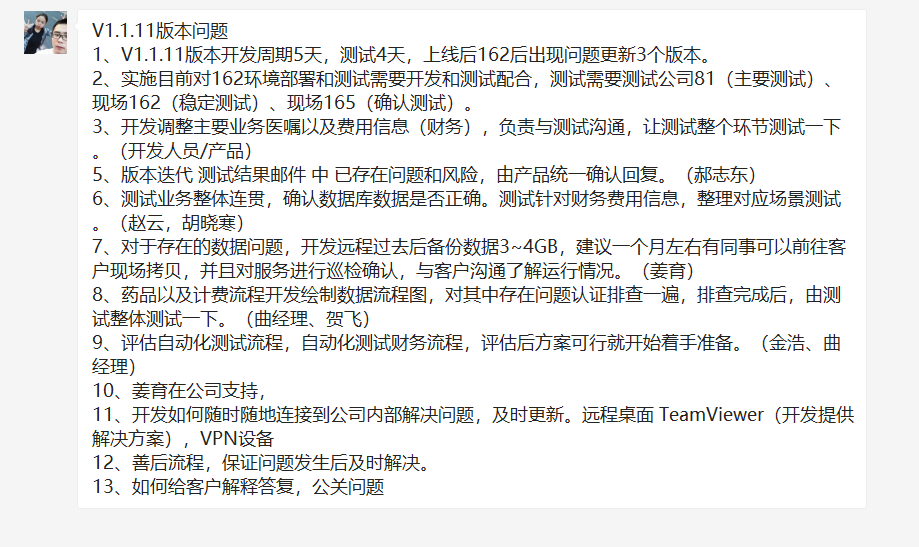 V1.1.11版本问题
1、V1.1.11版本开发周期5天，测试4天，上线后162后出现问题更新3个版本。
2、实施目前对162环境部署和测试需要开发和测试配合，测试需要测试公司81（主要测试）、
现场162（稳定测试）、现场165（确认测试）。
3、开发调整主要业务医嘱以及费用信息（财务），负责与测试沟通，让测试整个环节测试一下
。（开发人员/产品）
5、版本迭代 测试结果邮件 中 已存在问题和风险，由产品统一确认回复。（郝志东）
6、测试业务整体连贯，确认数据库数据是否正确。测试针对财务费用信息，整理对应场景测试
。（赵云，胡晓寒）
7、对于存在的数据问题，开发远程过去后备份数据3~4GB，建议一个月左右有同事可以前往客
户现场拷贝，并且对服务进行巡检确认，与客户沟通了解运行情况。（姜育）
8、药品以及计费流程开发绘制数据流程图，对其中存在问题认证排查一遍，排查完成后，由测
试整体测试一下。（曲经理、贺飞）
9、评估自动化测试流程，自动化测试财务流程，评估后方案可行就开始着手准备。（金浩、曲
经理）
10、姜育在公司支持，
11、开发如何随时随地连接到公司内部解决问题，及时更新。远程桌面 TeamViewer（开发提供
解决方案），VPN设备
12、善后流程，保证问题发生后及时解决。
13、如何给客户解释答复，公关问题